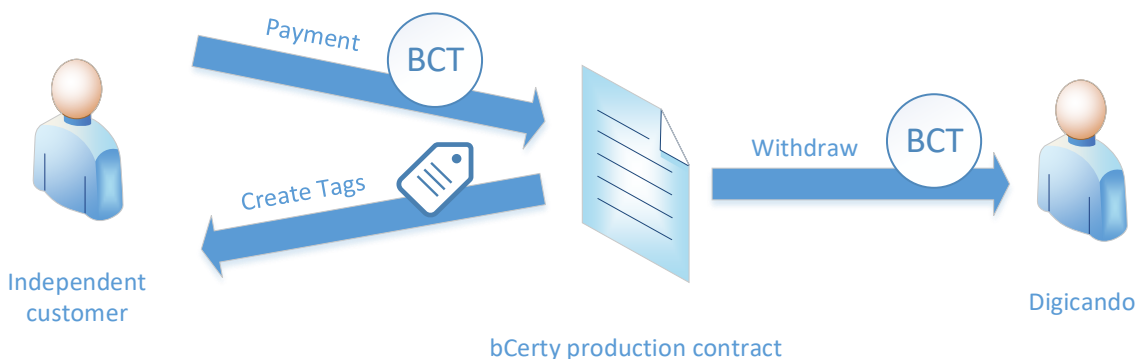 Payment
BCT
Create Tags
Withdraw
BCT
Independent
customer
Digicando
bCerty production contract